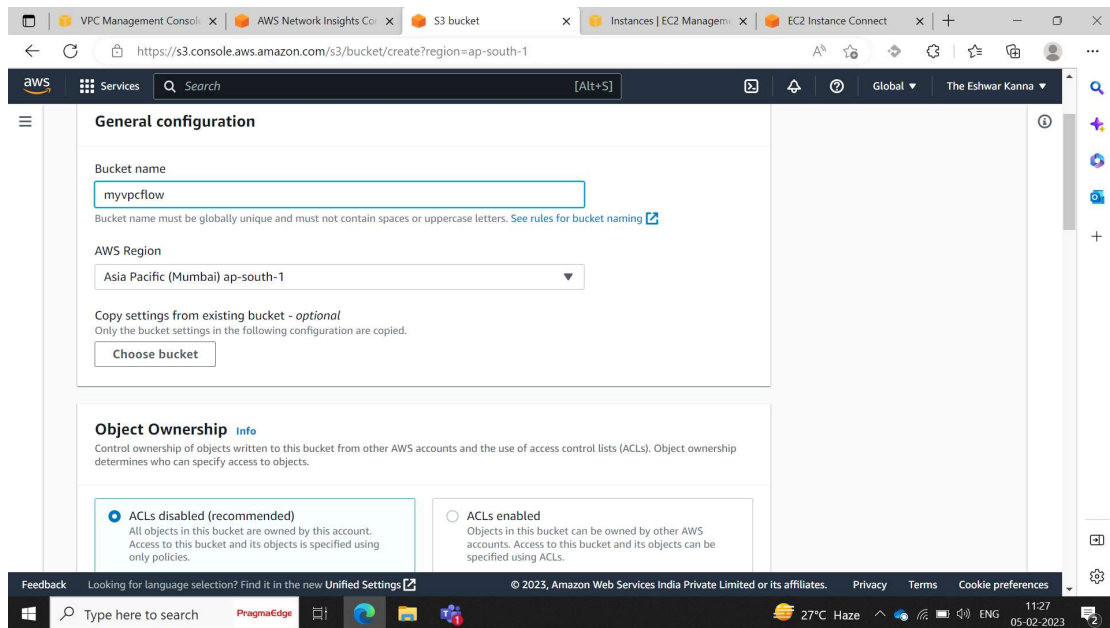 VPC Management Consol
AWS Network Insights Co
S3 bucket
Instances | EC2 Managem
EC2 Instance Connect
https://s3.console.aws.amazon.com/s3/bucket/create?region=ap-south-1
aws
Services
Search
[Alt+S]
Global
The Eshwar Kanna
General configuration
Bucket name
myvpcflow
Bucket name must be globally unique and must not contain spaces or uppercase letters. See rules for bucket naming
AWS Region
Asia Pacific (Mumbai) ap-south-1
Copy settings from existing bucket - optional
Only the bucket settings in the following configuration are copied.
Choose bucket
Object Ownership Info
Control ownership of objects written to this bucket from other AWS accounts and the use of access control lists (ACLs). Object ownership
determines who can specify access to objects.
ACLs disabled (recommended)
All objects in this bucket are owned by this account.
Access to this bucket and its objects is specified using
only policies.
ACLs enabled
Objects in this bucket can be owned by other AWS
accounts. Access to this bucket and its objects can be
specified using ACLs.
Feedback
Looking for language selection? Find it in the new Unified Settings
© 2023, Amazon Web Services India Private Limited or its affiliates.
Privacy
Terms
Cookie preferences
Type here to search
PragmaEdge
27°C Haze
ENG
11:27
05-02-2023
2